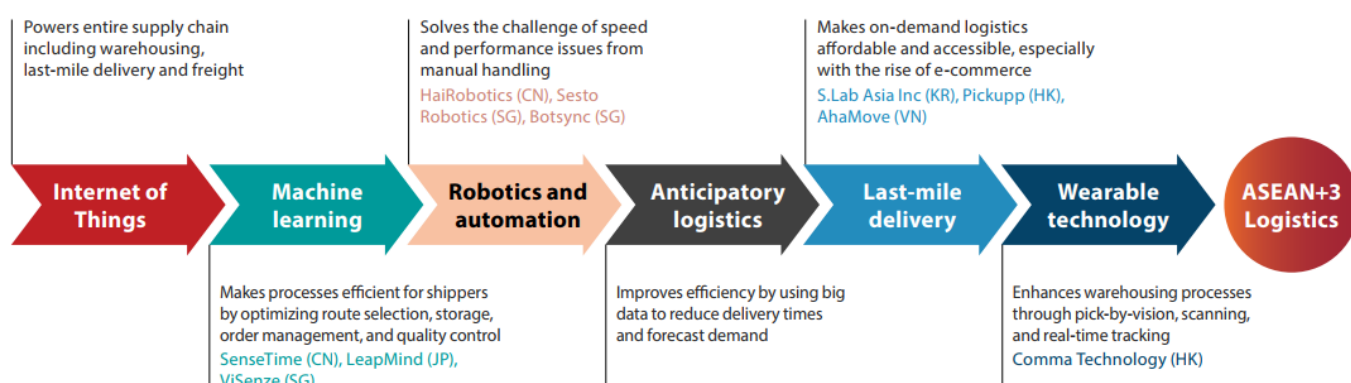 Powers entire supply chain
including warehousing,
last-mile delivery and freight
Solves the challenge of speed
and performance issues from
manual handling
HaiRobotics (CN), Sesto
Robotics (SG), Botsync (SG)
Makes on-demand logistics
affordable and accessible, especially
with the rise of e-commerce
S.Lab Asia Inc (KR), Pickupp (HK),
AhaMove (VN)
Internet of
Things
Machine
learning
Robotics and
automation
Anticipatory
logistics
Last-mile
delivery
Wearable
technology
ASEAN+3
Logistics
Makes processes efficient for shippers
by optimizing route selection, storage,
order management, and quality control
SenseTime (CN), LeapMind (JP),
ViSenze (SG)
Improves efficiency by using big
data to reduce delivery times
and forecast demand
Enhances warehousing processes
through pick-by-vision, scanning,
and real-time tracking
Comma Technology (HK)